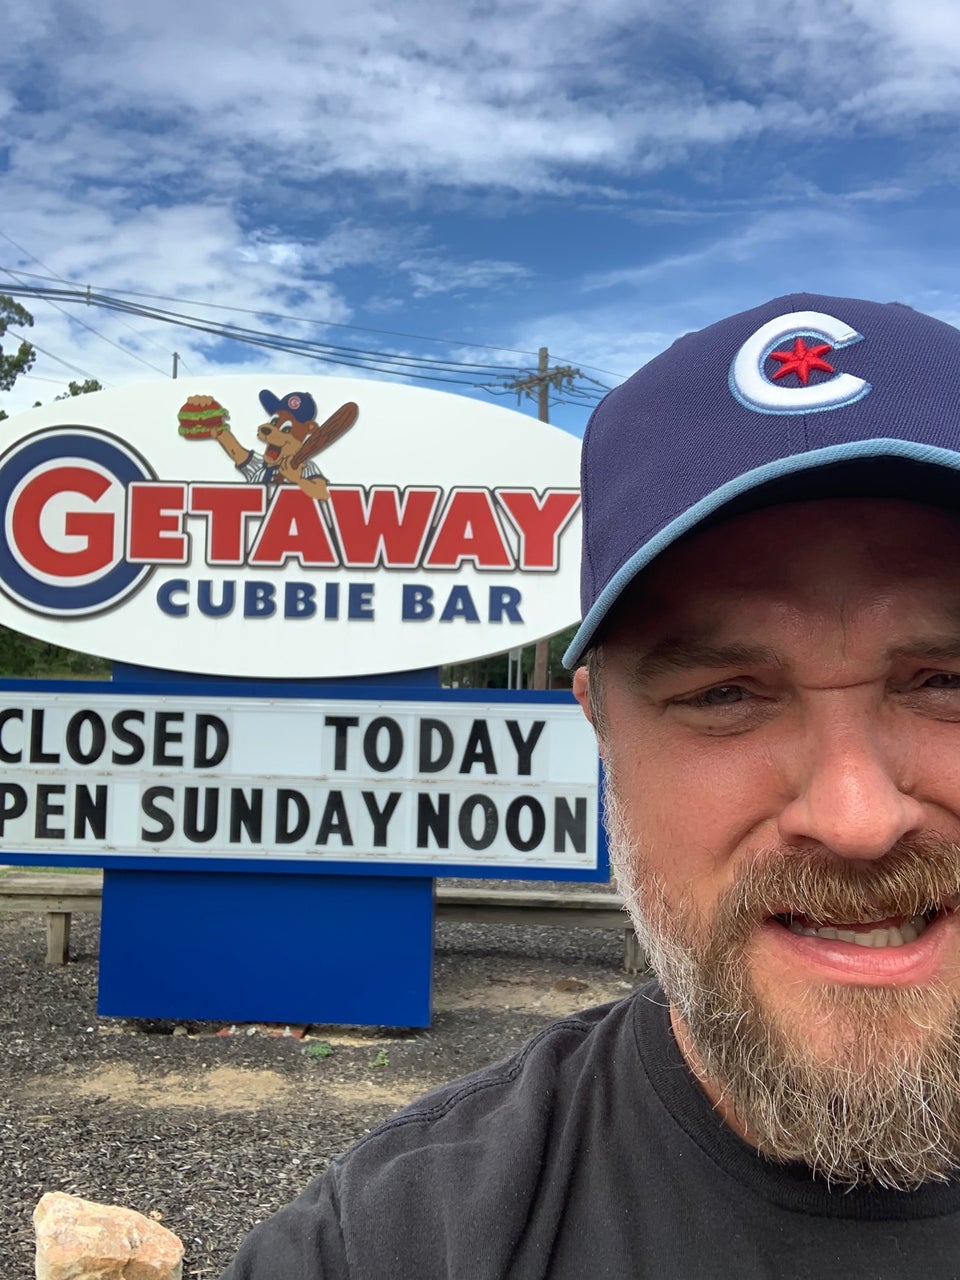 GETAWAY
CUBBIE BAR
CLOSED TODAY
PEN SUNDAY NOON
C